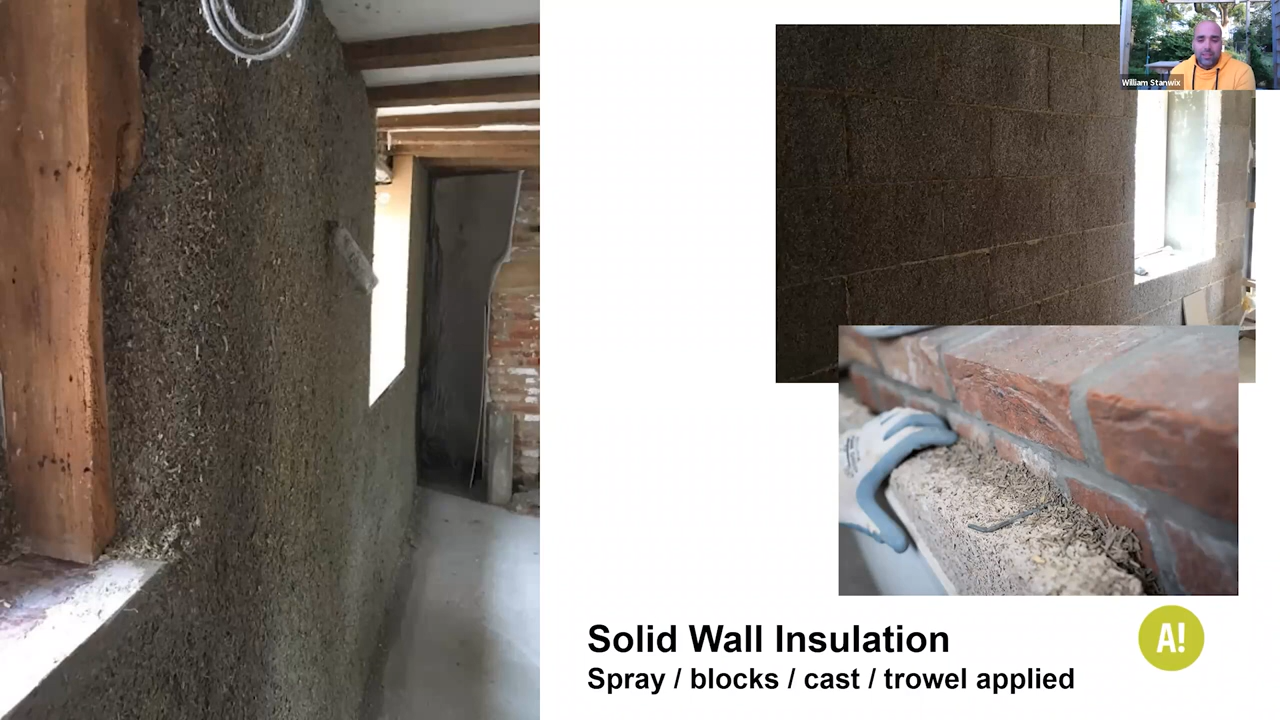 William Stanwix
Solid Wall Insulation
Spray / blocks / cast / trowel applied
A!